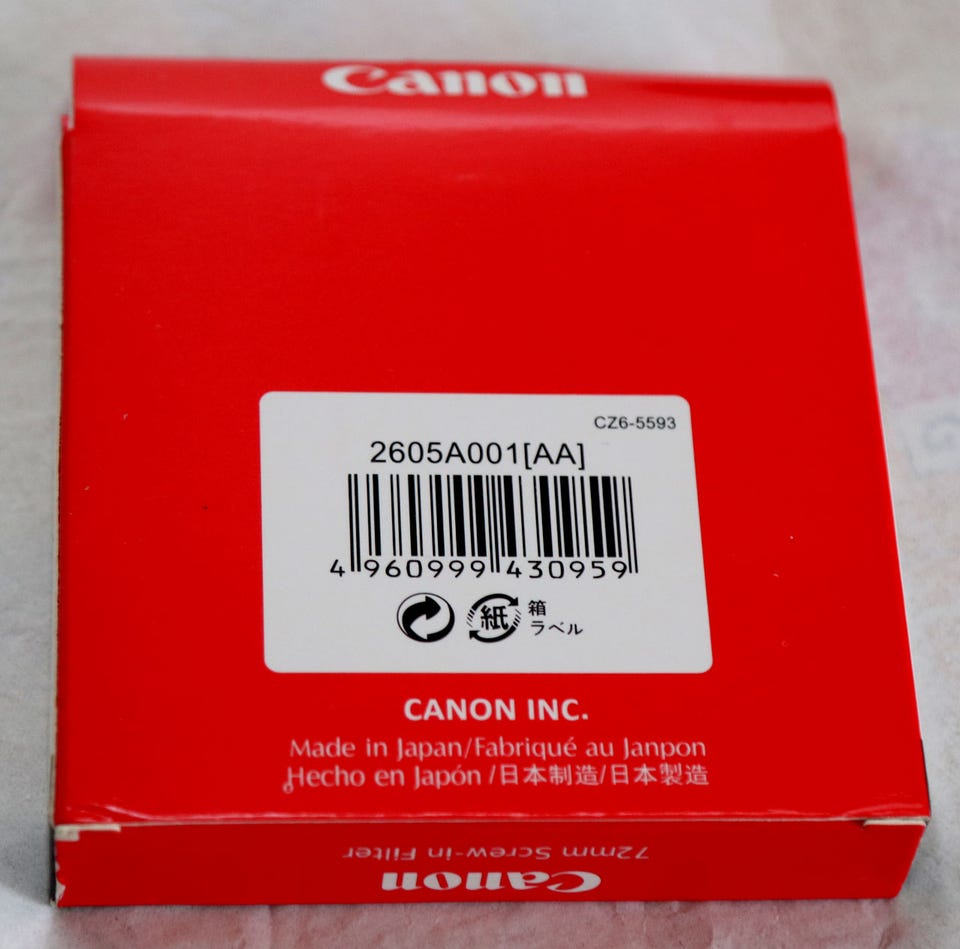 Canon
CZ6-5593
2605A001[AA]
4 960999 430959
紙
箱
ラベル
CANON INC.
Made in Japan/Fabriqué au Janpon
Hecho en Japón /日本制造/日本製造
72mm Screw-in Filter
Canon